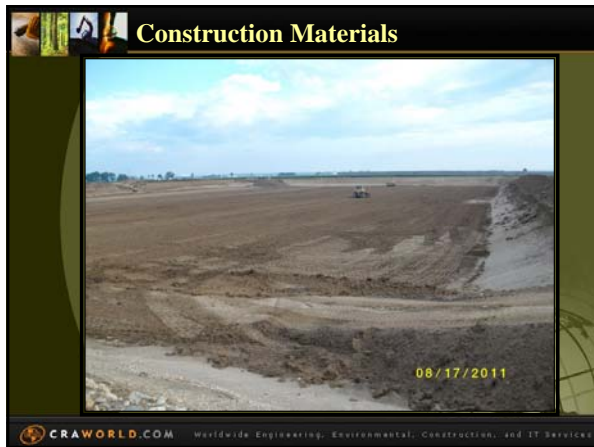 Construction Materials
08/17/2011
CRAWORLD.COM Worldwide Engineering, Environmental, Construction, and IT Services